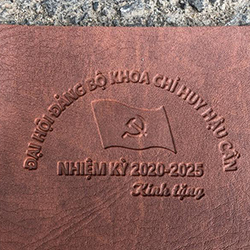 ĐẠI HỘI ĐẢNG BỘ KHOA CHỈ HUY HẬU CẦN
NHIỆM KỲ 2020-2025
Kính tặng